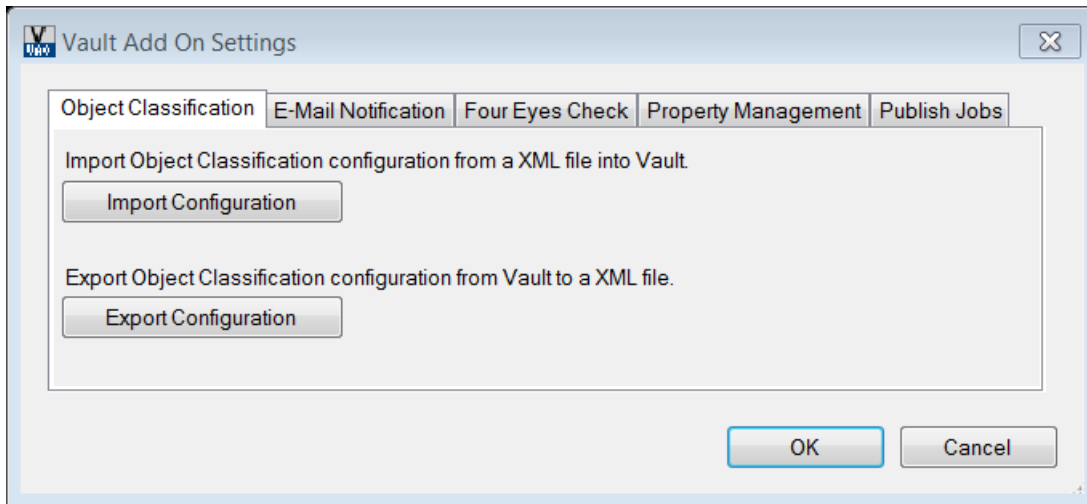 Vault Add On Settings
Object Classification E-Mail Notification Four Eyes Check Property Management Publish Jobs
Import Object Classification configuration from a XML file into Vault.
Import Configuration
Export Object Classification configuration from Vault to a XML file.
Export Configuration
OK Cancel